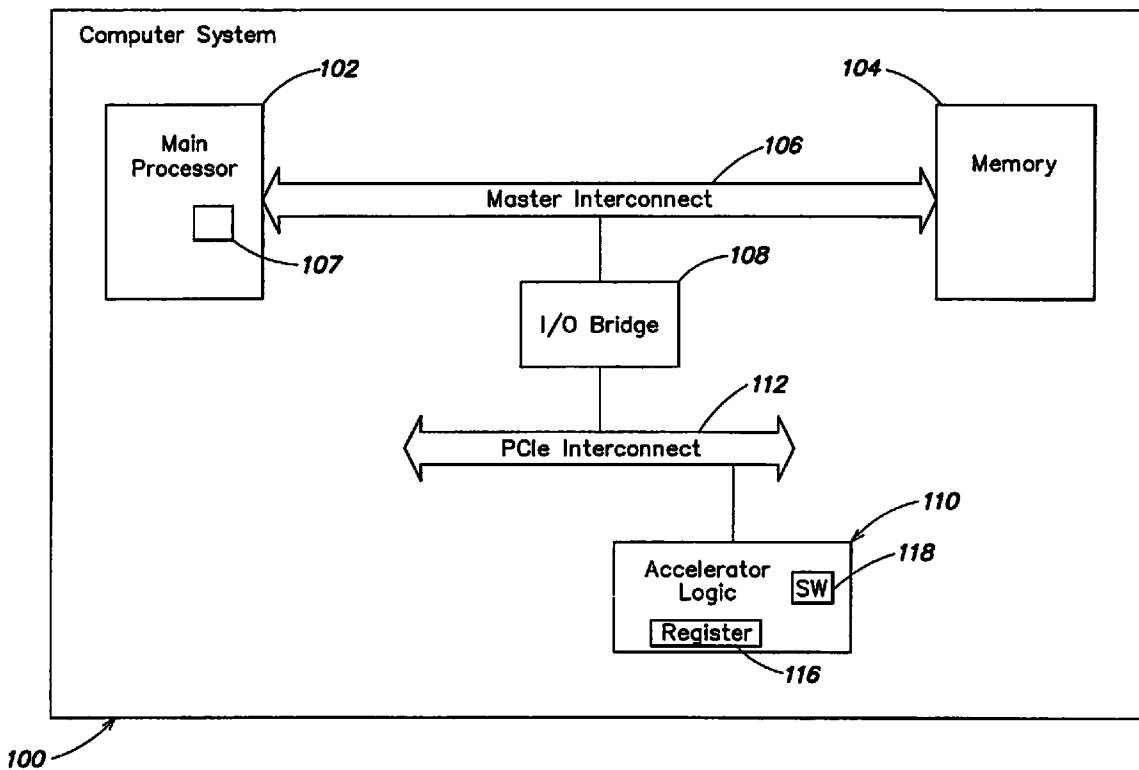 Computer System
102
104
Main
Processor
106
Memory
Master Interconnect
107
108
I/O Bridge
112
PCIe Interconnect
110
Accelerator
Logic
118
SW
Register
116
100